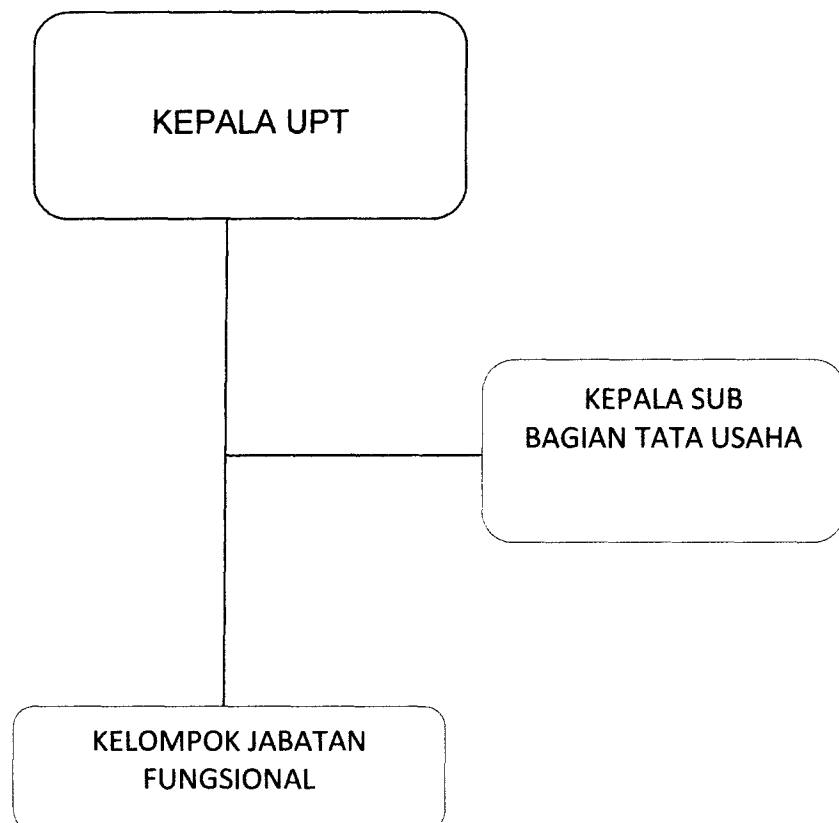 KEPALA UPT
KEPALA SUB
BAGIAN TATA USAHA
KELOMPOK JABATAN
FUNGSIONAL